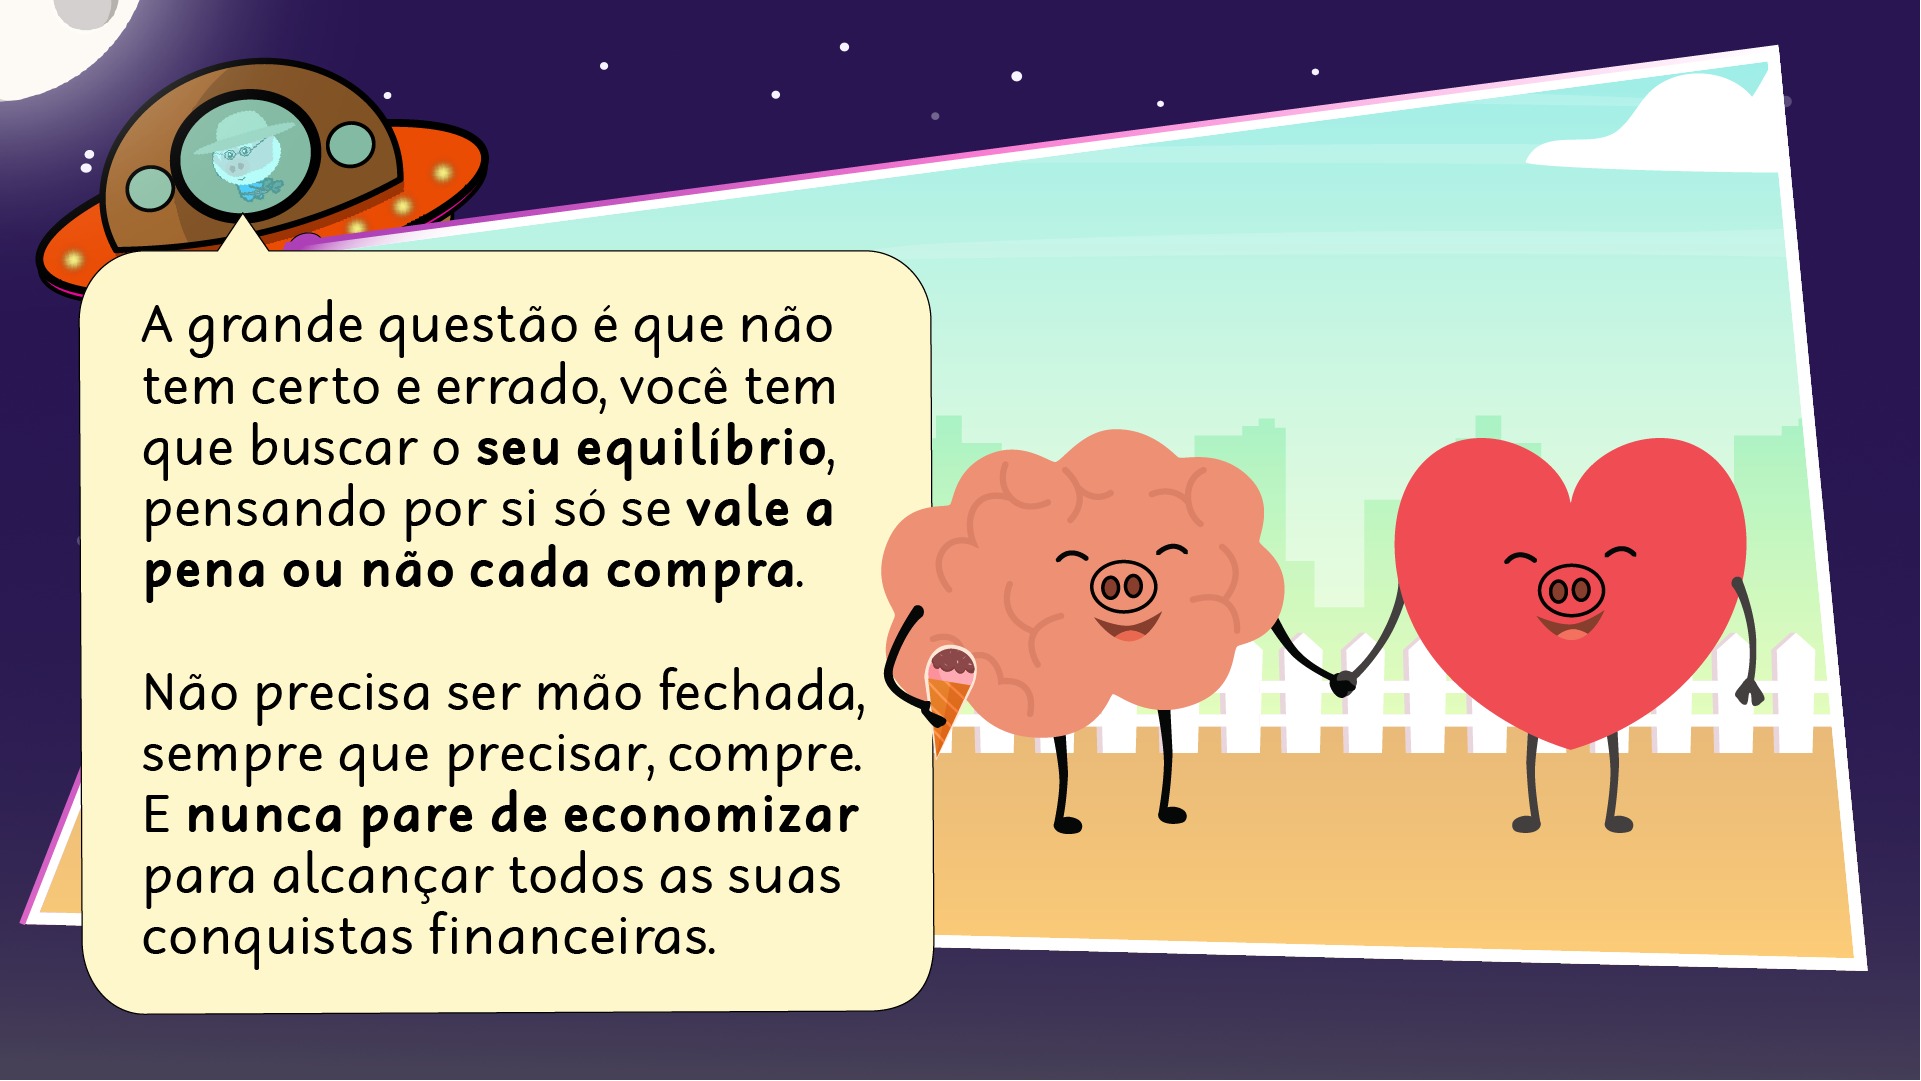 A grande questão é que não
tem certo e errado, você tem
que buscar o seu equilíbrio,
pensando por si só se vale a
pena ou não cada compra.
Não precisa ser mão fechada,
sempre que precisar, compre.
E nunca pare de economizar
para alcançar todos as suas
conquistas financeiras.